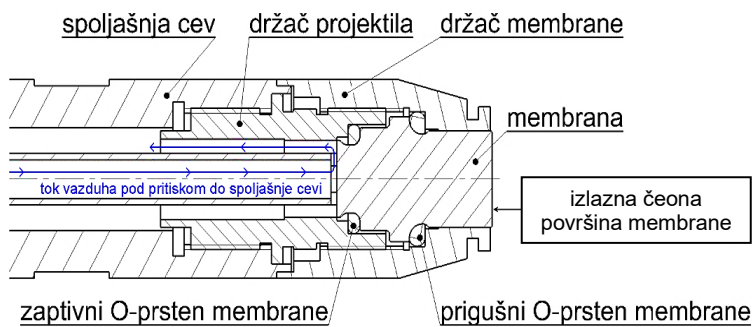 spoljašnja cev
držač projektila
držač membrane
membrana
tok vazduha pod pritiskom do spoljašnje cevi
izlazna čeona
površina membrane
zaptivni O-prsten membrane
prigušni O-prsten membrane